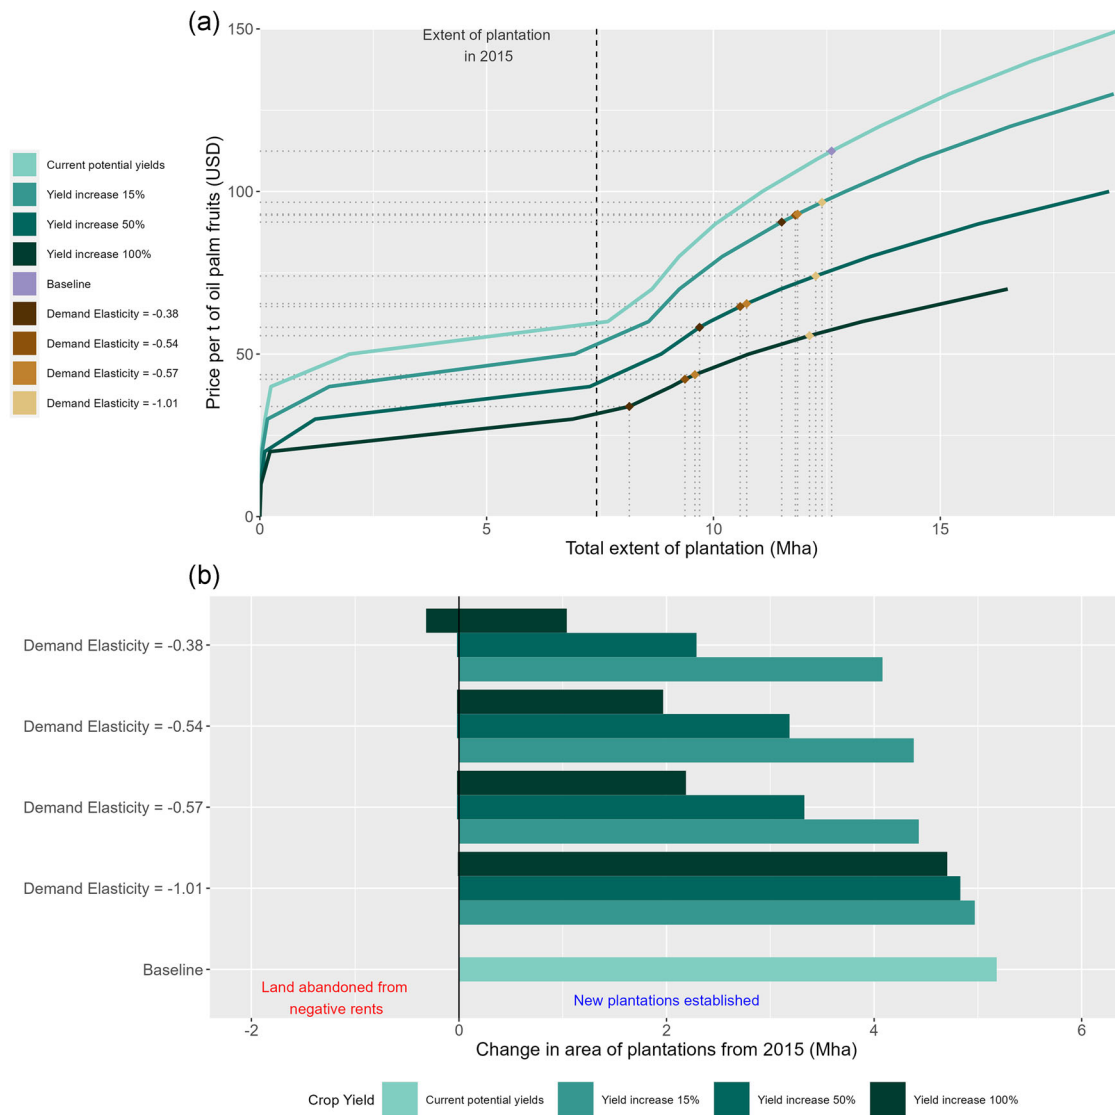 (a)
Extent of plantation
in 2015
150
100
50
0
Price per t of oil palm fruits (USD)
0
5
10
15
Total extent of plantation (Mha)
Current potential yields
Yield increase 15%
Yield increase 50%
Yield increase 100%
Baseline
Demand Elasticity = -0.38
Demand Elasticity = -0.54
Demand Elasticity = -0.57
Demand Elasticity = -1.01
(b)
Demand Elasticity = -0.38
Demand Elasticity = -0.54
Demand Elasticity = -0.57
Demand Elasticity = -1.01
Baseline
Land abandoned from
negative rents
New plantations established
-2
0
2
4
6
Change in area of plantations from 2015 (Mha)
Crop Yield
Current potential yields
Yield increase 15%
Yield increase 50%
Yield increase 100%